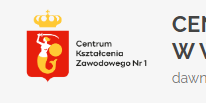 Centrum
Kształcenia
Zawodowego Nr 1
CEN
W W
dawn